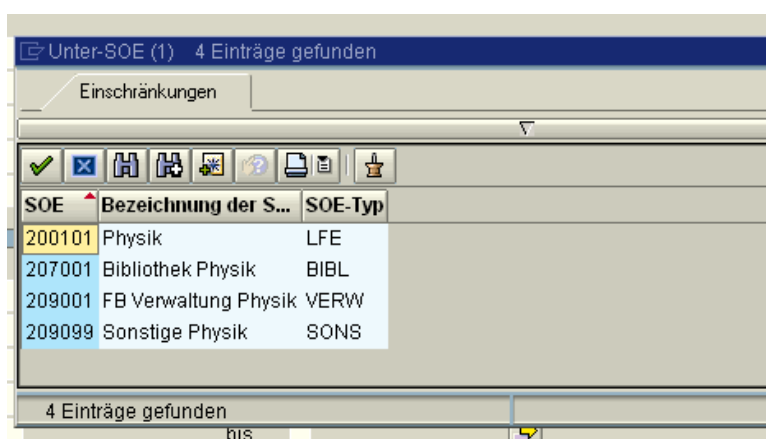 Unter-SOE (1) 4 Einträge gefunden
Einschränkungen
SOE Bezeichnung der S... SOE-Typ
200101 Physik LFE
207001 Bibliothek Physik BIBL
209001 FB Verwaltung Physik VERW
209099 Sonstige Physik SONS
4 Einträge gefunden
bis